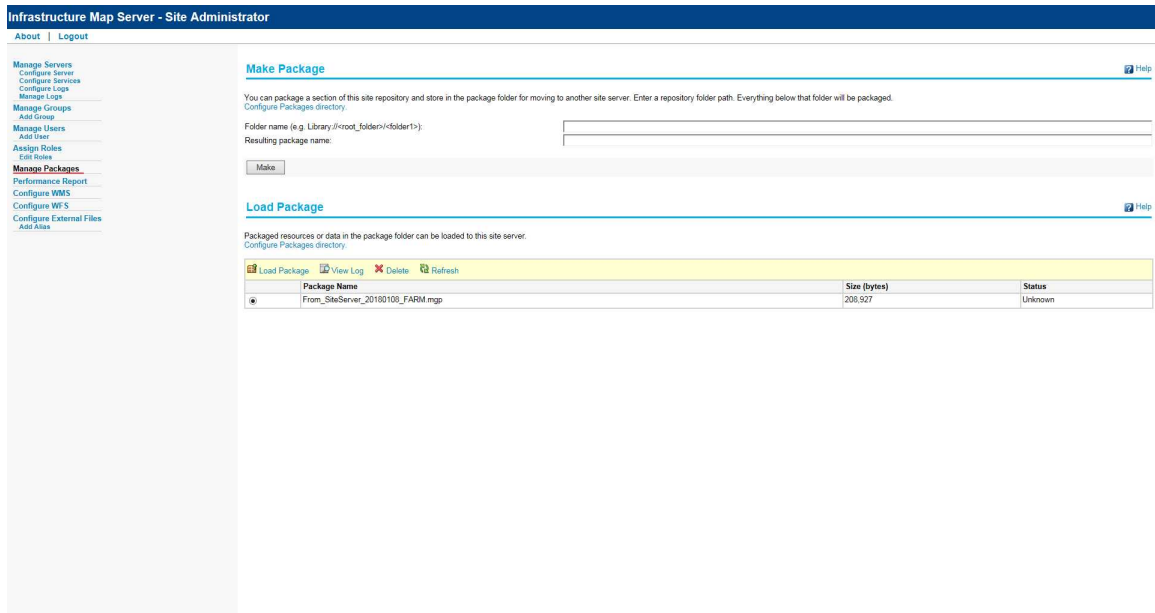 Infrastructure Map Server - Site Administrator
About | Logout
Manage Servers
Configure Server
Configure Services
Configure Logs
Manage Logs
Manage Groups
Add Group
Manage Users
Add User
Assign Roles
Edit Roles
Manage Packages
Performance Report
Configure WMS
Configure WFS
Configure External Files
Add Alias
Make Package
Help
You can package a section of this site repository and store in the package folder for moving to another site server. Enter a repository folder path. Everything below that folder will be packaged.
Configure Packages directory.
Folder name (e.g. Library://<root_folder>/<folder1>):
Resulting package name:
Make
Load Package
Help
Packaged resources or data in the package folder can be loaded to this site server.
Configure Packages directory.
Load Package View Log Delete Refresh
Package Name Size (bytes) Status
From_SiteServer_20180108_FARM.mgp 208,927 Unknown